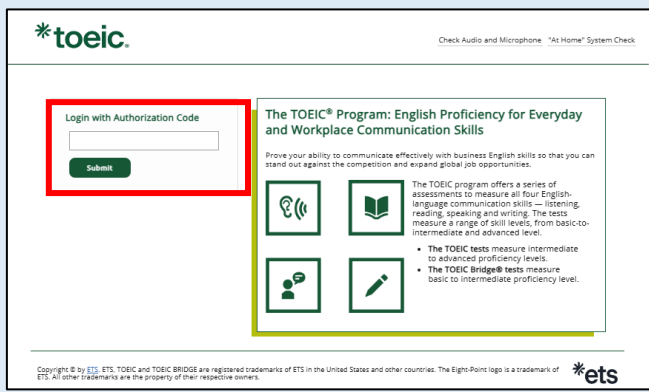 *toeic.
Check Audio and Microphone "At Home" System Check
Login with Authorization Code
Submit
The TOEIC® Program: English Proficiency for Everyday
and Workplace Communication Skills
Prove your ability to communicate effectively with business English skills so that you can
stand out against the competition and expand global job opportunities.
The TOEIC program offers a series of
assessments to measure all four English-
language communication skills — listening,
reading, speaking and writing. The tests
measure a range of skill levels, from basic-to-
intermediate and advanced level.
• The TOEIC tests measure intermediate
to advanced proficiency levels.
• The TOEIC Bridge® tests measure
basic to intermediate proficiency level.
Copyright © by ETS. ETS, TOEIC and TOEIC BRIDGE are registered trademarks of ETS in the United States and other countries. The Eight-Point logo is a trademark of
ETS. All other trademarks are the property of their respective owners.
*ets